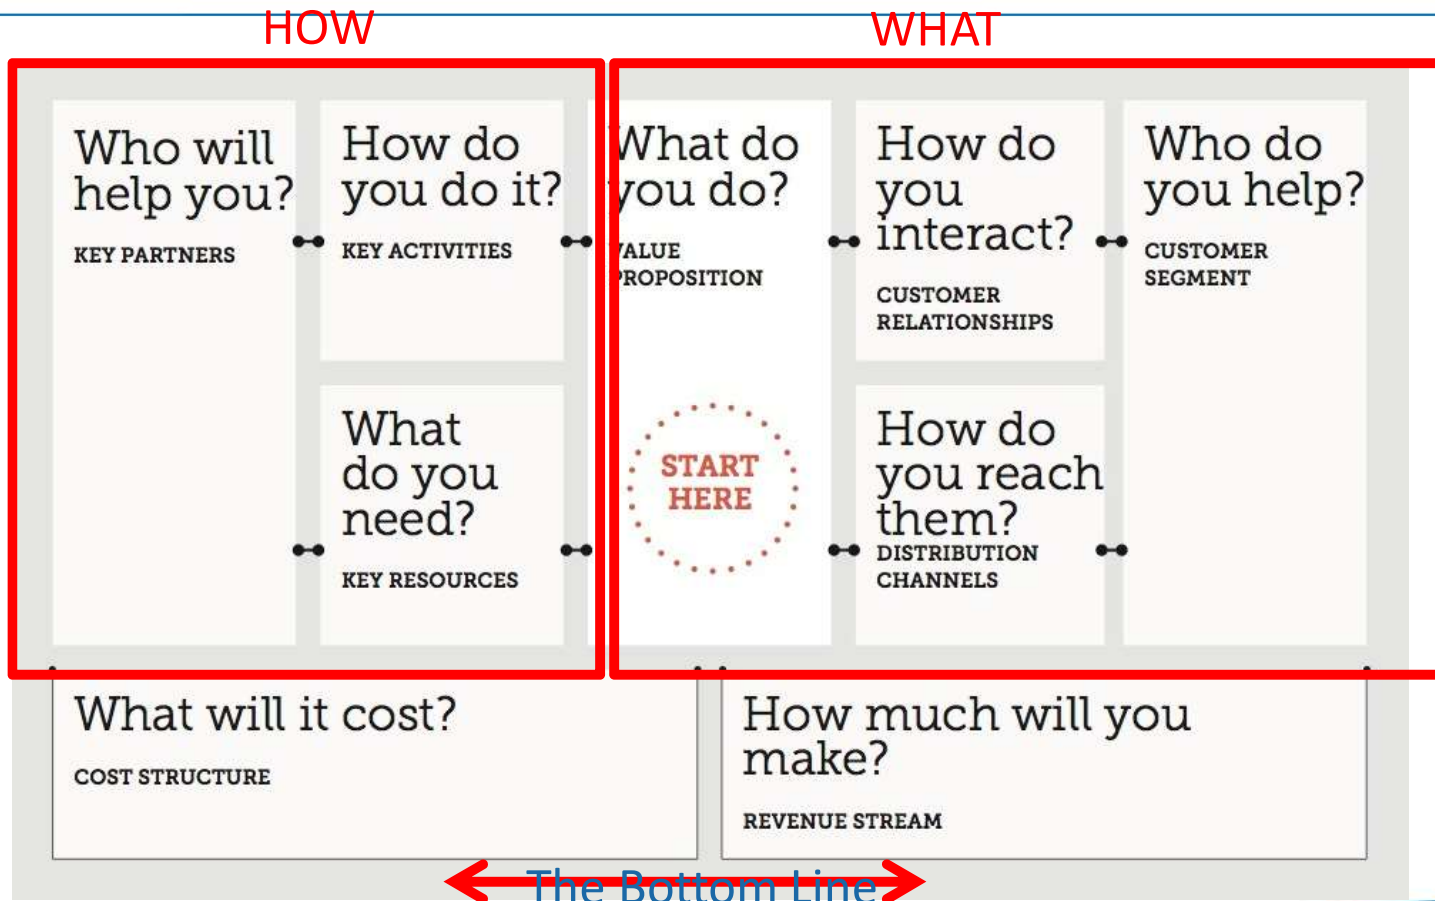 HOW
WHAT
Who will
help you?
KEY PARTNERS
How do
you do it?
KEY ACTIVITIES
What
do you
need?
KEY RESOURCES
What do
you do?
VALUE
PROPOSITION
START
HERE
How do
you
interact?
CUSTOMER
RELATIONSHIPS
How do
you reach
them?
DISTRIBUTION
CHANNELS
Who do
you help?
CUSTOMER
SEGMENT
What will it cost?
COST STRUCTURE
How much will you
make?
REVENUE STREAM
The Bottom Line